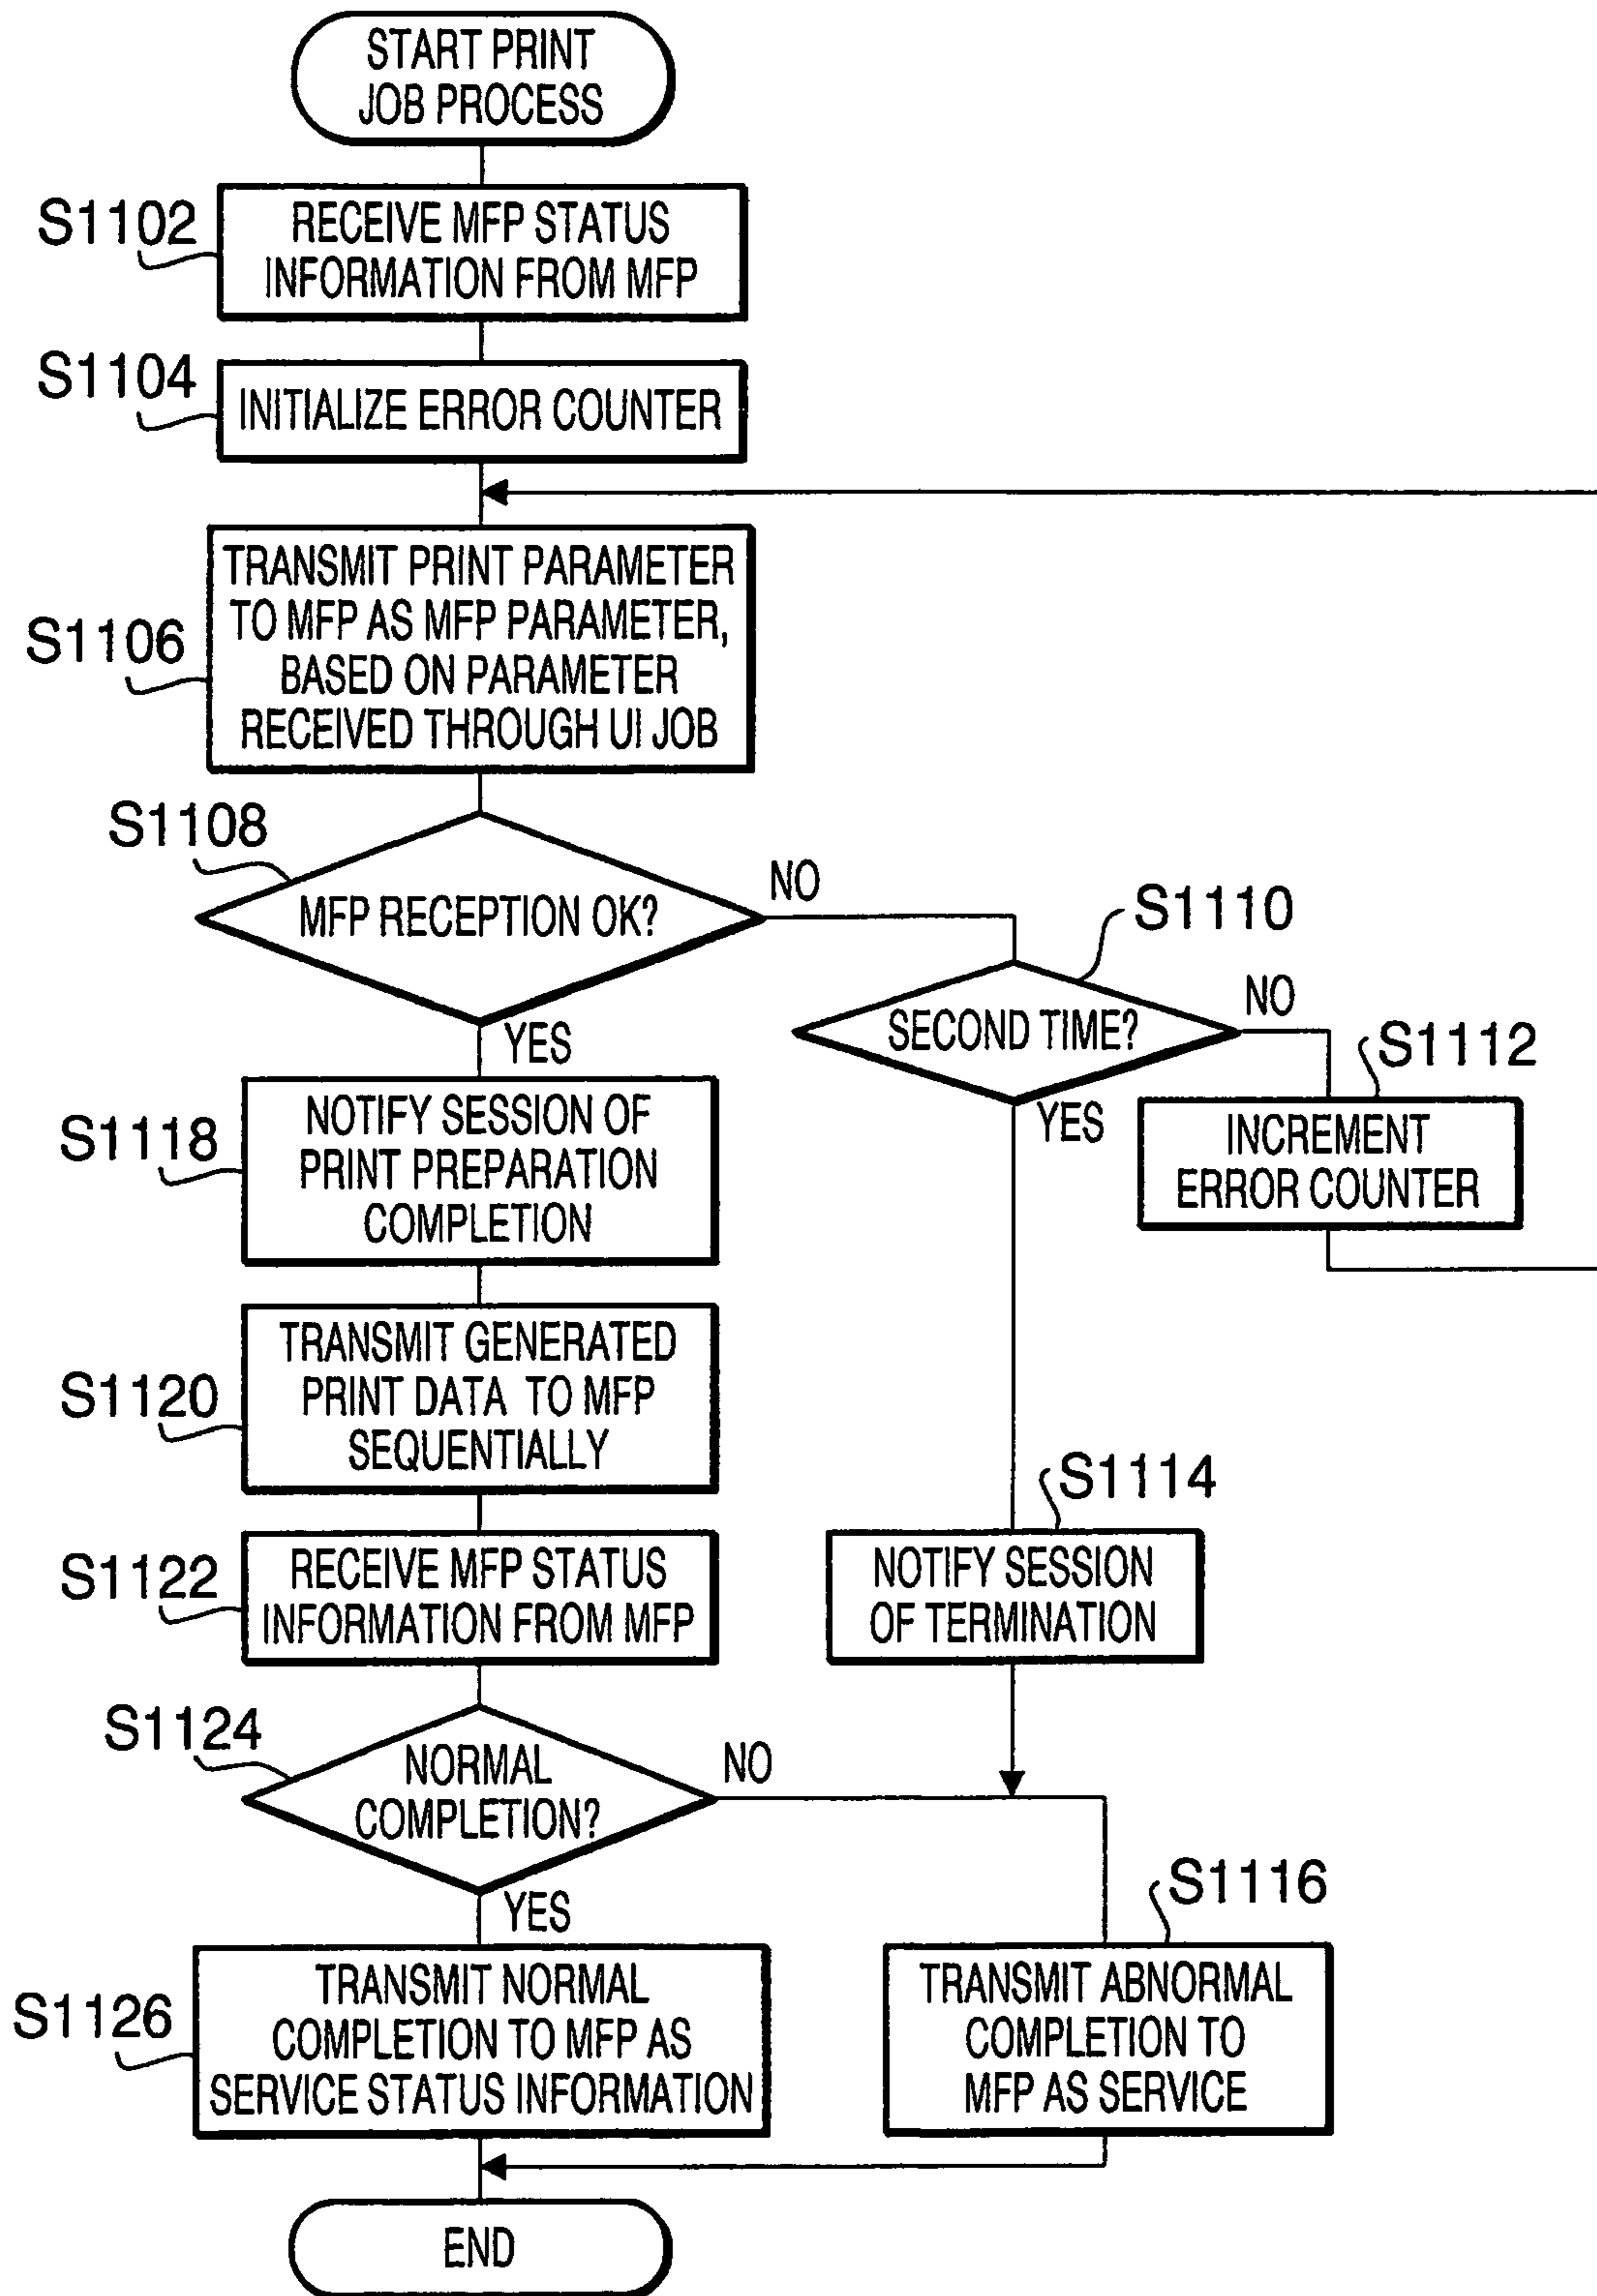 START PRINT
JOB PROCESS
S1102
RECEIVE MFP STATUS
INFORMATION FROM MFP
S1104
INITIALIZE ERROR COUNTER
S1106
TRANSMIT PRINT PARAMETER
TO MFP AS MFP PARAMETER,
BASED ON PARAMETER
RECEIVED THROUGH UI JOB
S1108
MFP RECEPTION OK?
NO
YES
S1110
SECOND TIME?
NO
YES
S1112
INCREMENT
ERROR COUNTER
S1118
NOTIFY SESSION OF
PRINT PREPARATION
COMPLETION
S1120
TRANSMIT GENERATED
PRINT DATA TO MFP
SEQUENTIALLY
S1114
NOTIFY SESSION
OF TERMINATION
S1122
RECEIVE MFP STATUS
INFORMATION FROM MFP
S1124
NORMAL
COMPLETION?
NO
YES
S1116
TRANSMIT ABNORMAL
COMPLETION TO
MFP AS SERVICE
S1126
TRANSMIT NORMAL
COMPLETION TO MFP AS
SERVICE STATUS INFORMATION
END